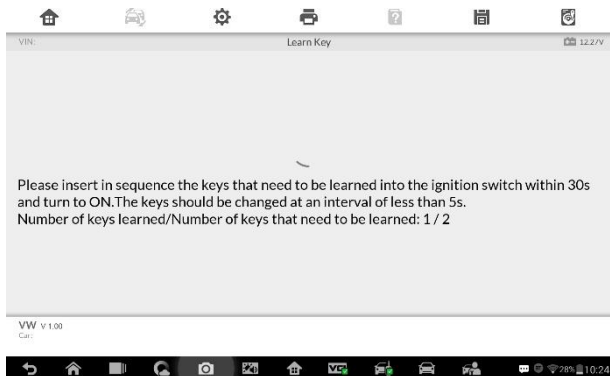 VIN:
Learn Key
12.27V
Please insert in sequence the keys that need to be learned into the ignition switch within 30s
and turn to ON.The keys should be changed at an interval of less than 5s.
Number of keys learned/Number of keys that need to be learned: 1 / 2
VW V 1.00
Car:
28% 10:24